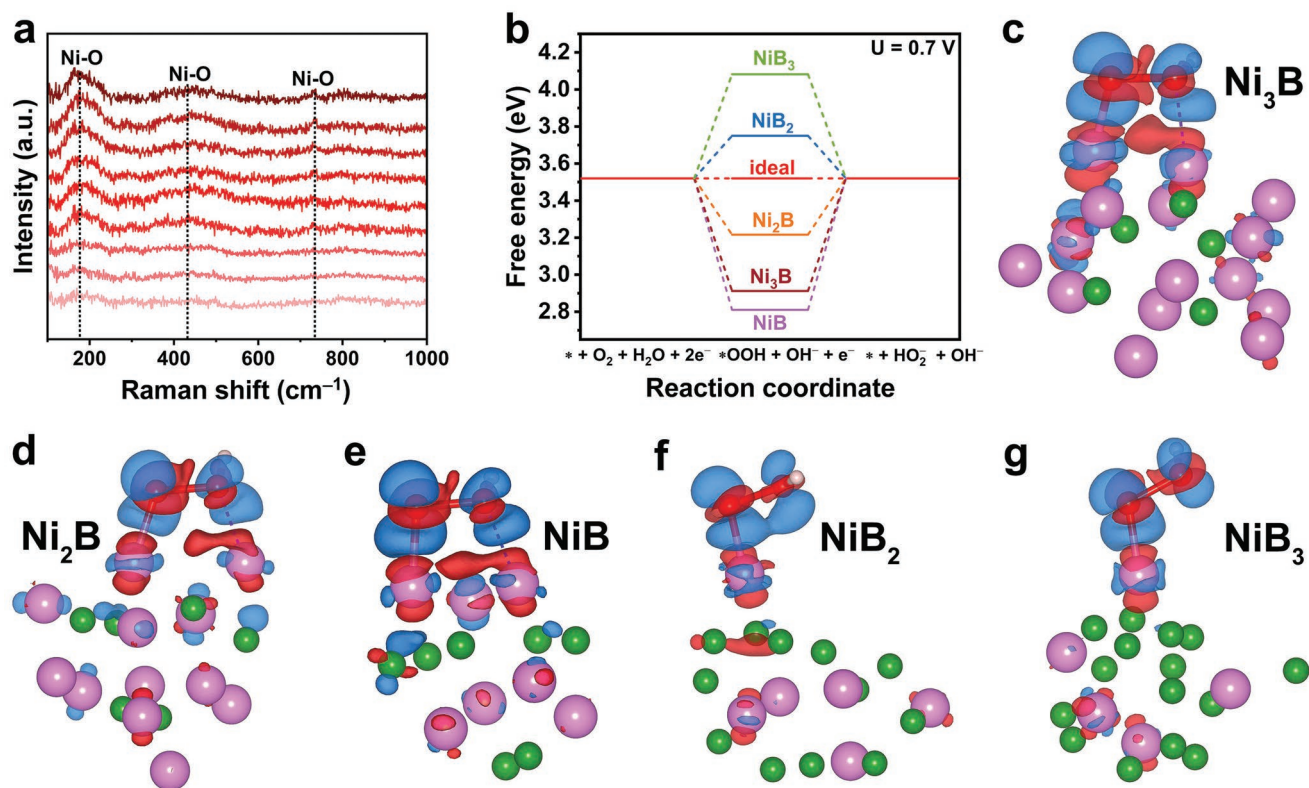 a
Ni-O
Ni-O
Ni-O
Intensity (a.u.)
200
400
600
800
1000
Raman shift (cm⁻¹)
b
U = 0.7 V
4.2
4.0
3.8
3.6
3.4
3.2
3.0
2.8
Free energy (eV)
NiB₃
NiB₂
ideal
Ni₂B
Ni₃B
NiB
* + O₂ + H₂O + 2e⁻
*OOH + OH⁻ + e⁻
* + HO₂⁻ + OH⁻
Reaction coordinate
c
Ni₃B
d
Ni₂B
e
NiB
f
NiB₂
g
NiB₃